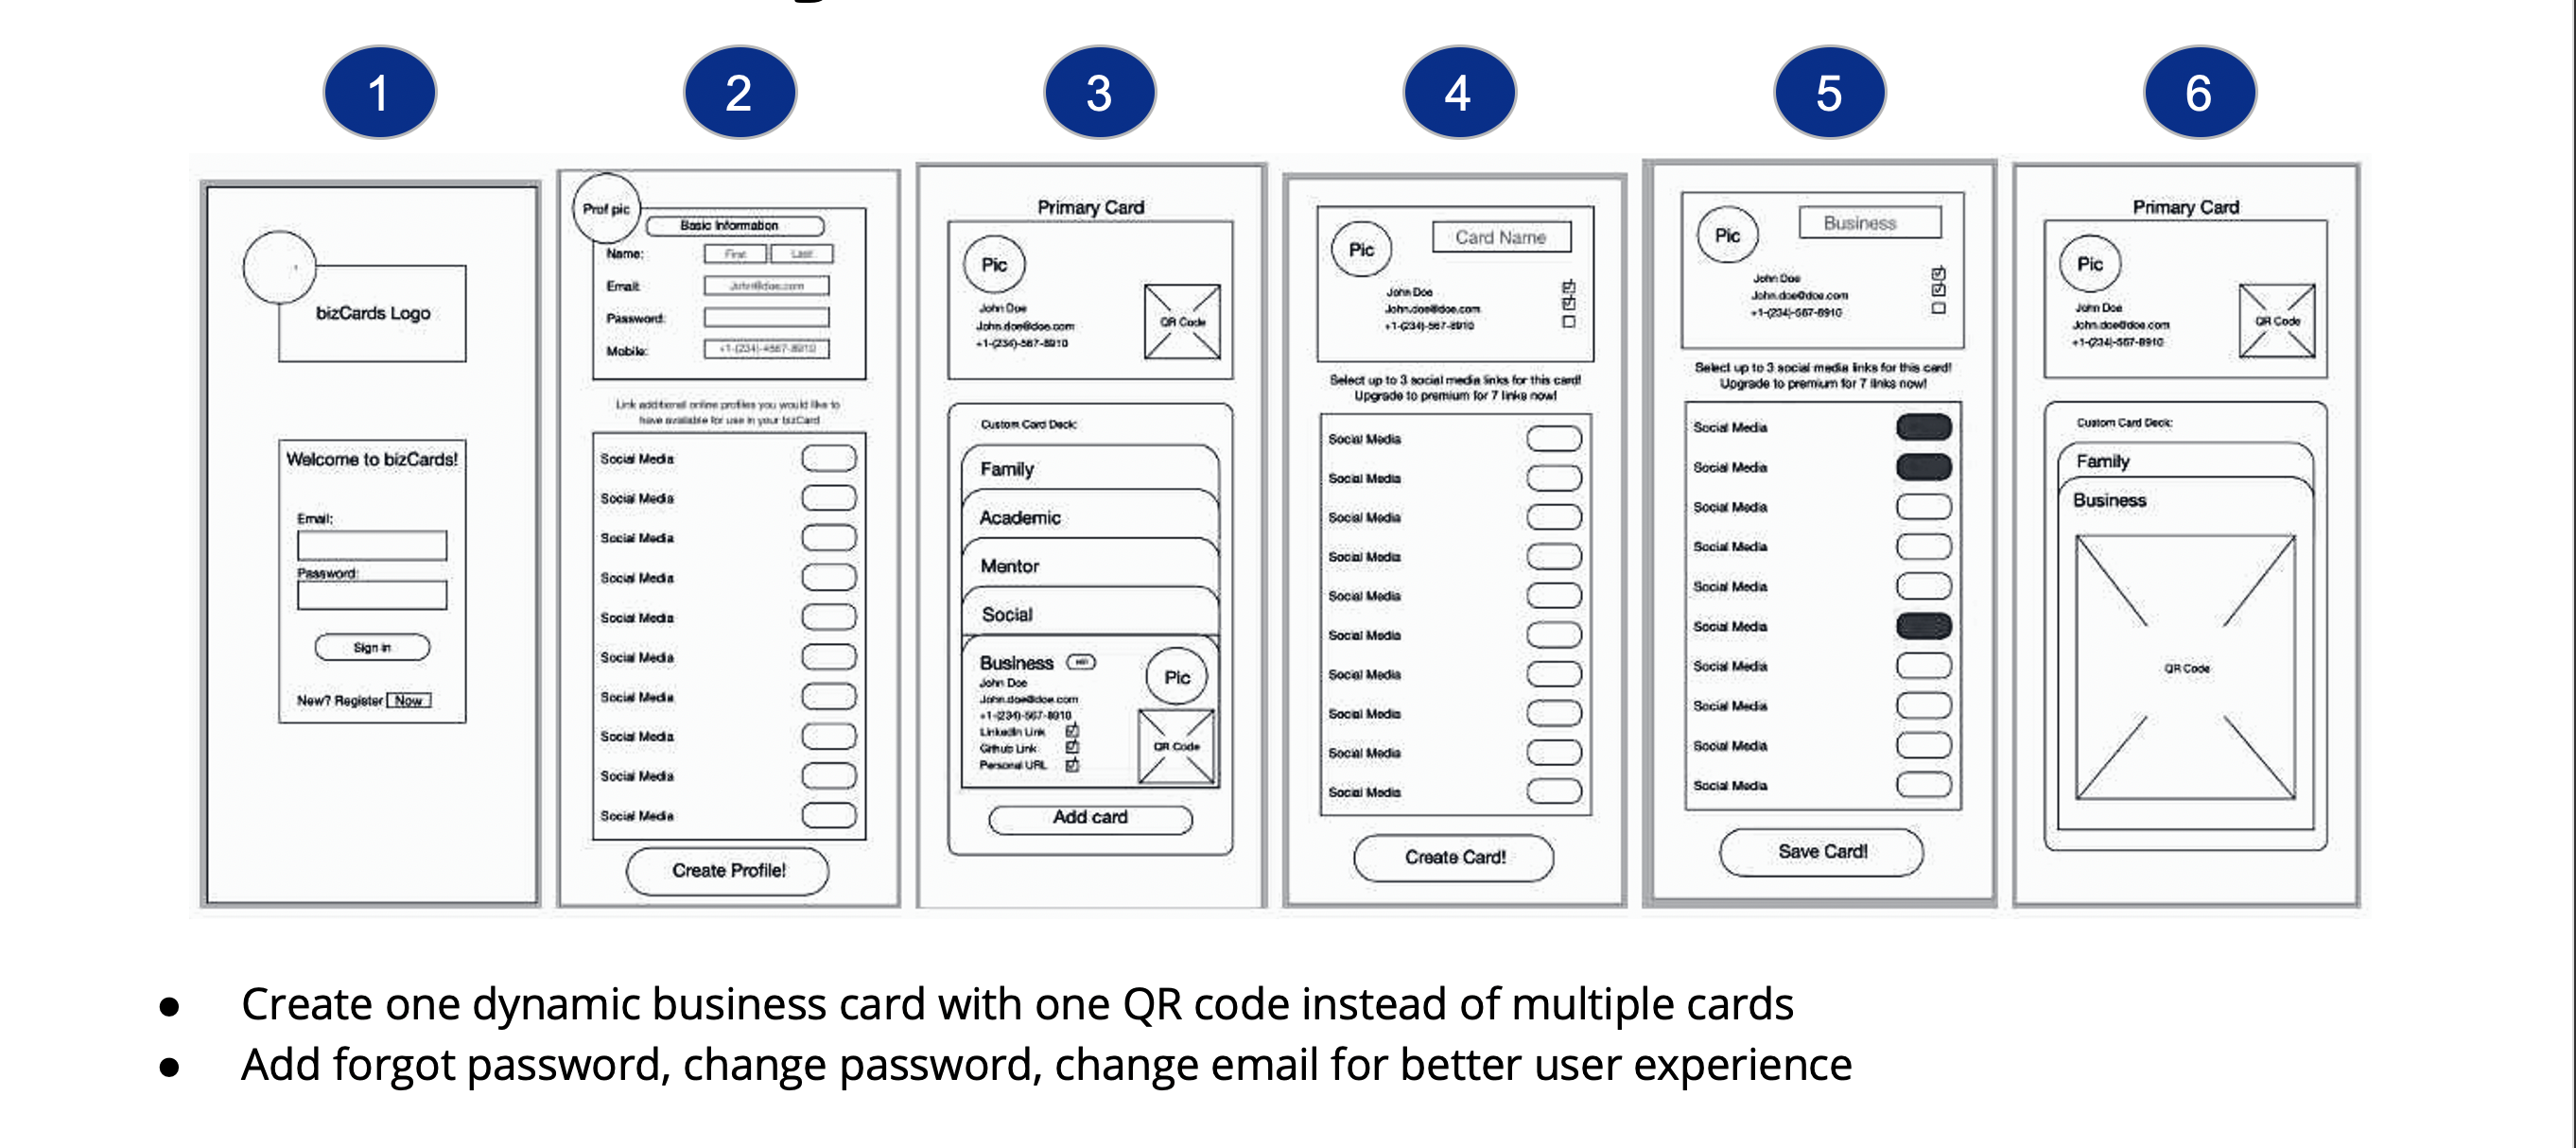 1
2
3
4
5
6
bizCards Logo
Welcome to bizCards!
Email:
Password:
Sign in
New? Register Now
Prof pic
Basic Information
Name: First Last
Email: John@doe.com
Password:
Mobile: +1-(234)-4567-8910
Link additional online profiles you would like to
have available for use in your bizCard
Social Media
Social Media
Social Media
Social Media
Social Media
Social Media
Social Media
Social Media
Social Media
Social Media
Create Profile!
Primary Card
Pic
John Doe
John.doe@doe.com
+1-(234)-567-8910
QR Code
Custom Card Deck:
Family
Academic
Mentor
Social
Business
Pic
John Doe
John.doe@doe.com
+1-(234)-567-8910
LinkedIn Link
Github Link
Personal URL
QR Code
Add card
Pic
Card Name
John Doe
John.doe@doe.com
+1-(234)-567-8910
Select up to 3 social media links for this card!
Upgrade to premium for 7 links now!
Social Media
Social Media
Social Media
Social Media
Social Media
Social Media
Social Media
Social Media
Social Media
Social Media
Create Card!
Pic
Business
John Doe
John.doe@doe.com
+1-(234)-567-8910
Select up to 3 social media links for this card!
Upgrade to premium for 7 links now!
Social Media
Social Media
Social Media
Social Media
Social Media
Social Media
Social Media
Social Media
Social Media
Social Media
Save Card!
Primary Card
Pic
John Doe
John.doe@doe.com
+1-(234)-567-8910
QR Code
Custom Card Deck:
Family
Business
QR Code
● Create one dynamic business card with one QR code instead of multiple cards
● Add forgot password, change password, change email for better user experience